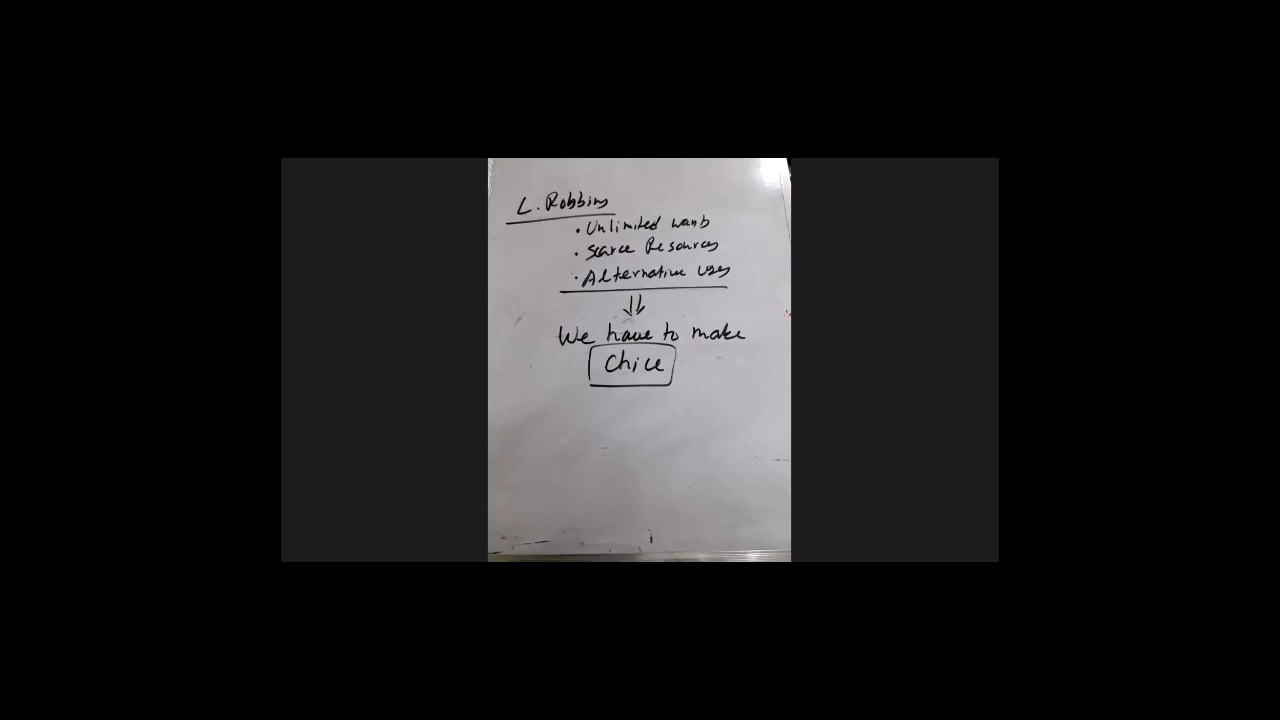 L. Robbins
• Unlimited wants
• Scarce Resources
• Alternative uses
We have to make
Chice